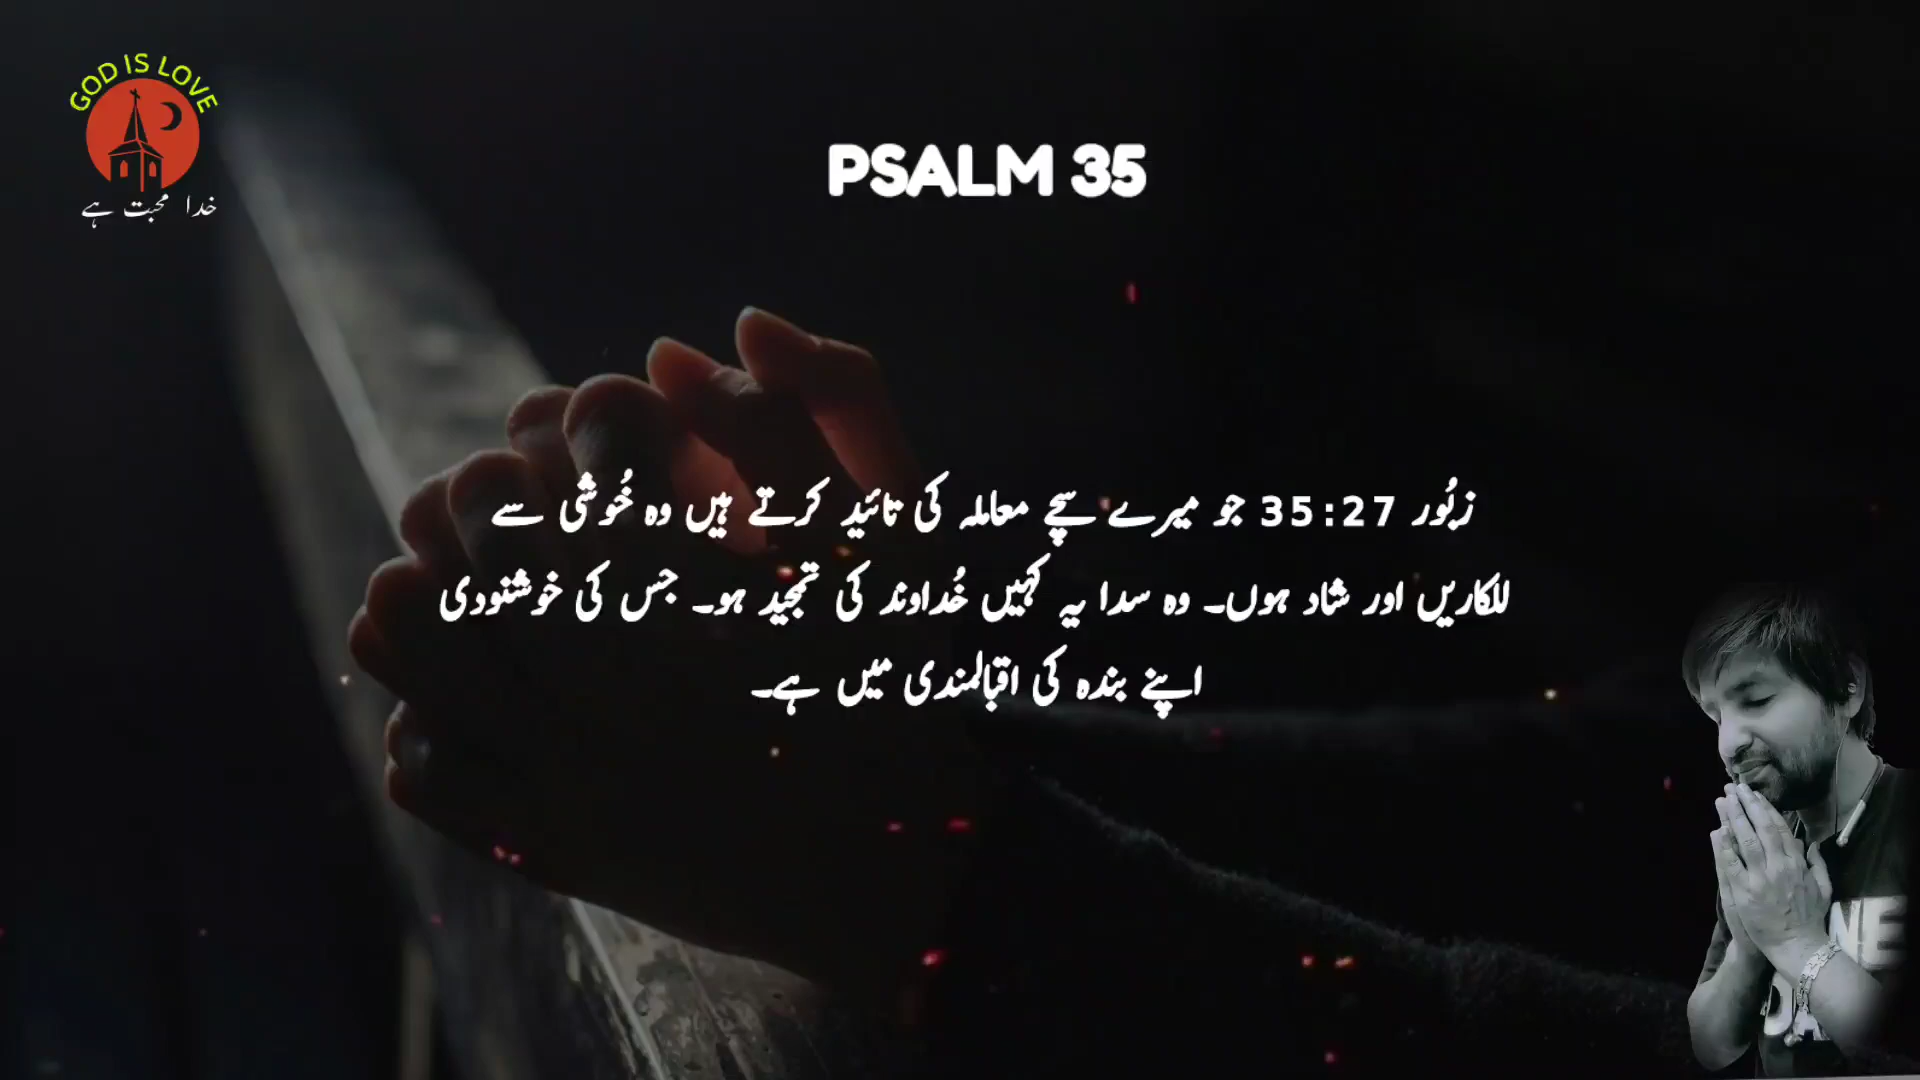 GOD IS LOVE
خدا محبت ہے
PSALM 35
زبُور 35:27 جو میرے سچے معاملہ کی تائید کرتے ہیں وہ خُوشی سے
للکاریں اور شاد ہوں۔ وہ سدا یہ کہیں خُداوند کی تمجید ہو۔ جس کی خوشنودی
اپنے بندہ کی اقبالمندی میں ہے۔